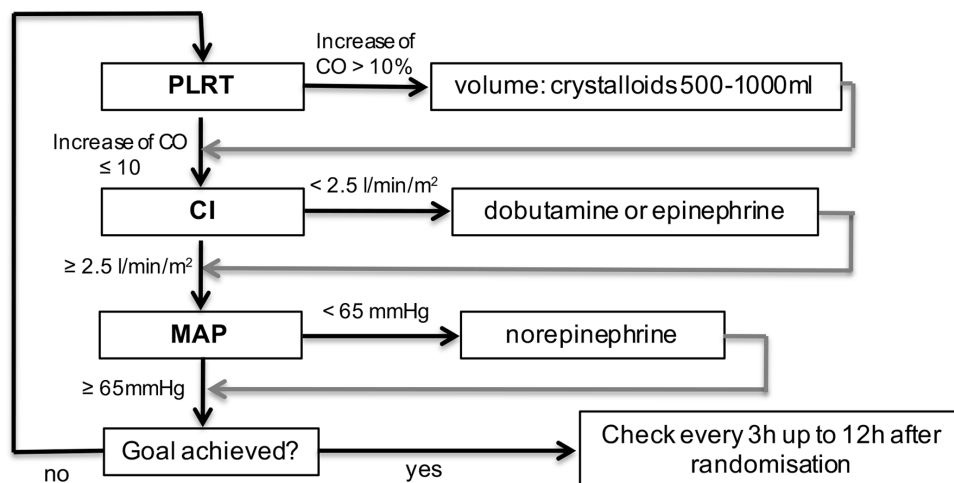 Increase of
CO > 10%
PLRT
volume: crystalloids 500-1000ml
Increase of CO
≤ 10
< 2.5 l/min/m²
CI
dobutamine or epinephrine
≥ 2.5 l/min/m²
< 65 mmHg
MAP
norepinephrine
≥ 65mmHg
Goal achieved?
Check every 3h up to 12h after
randomisation
no
yes